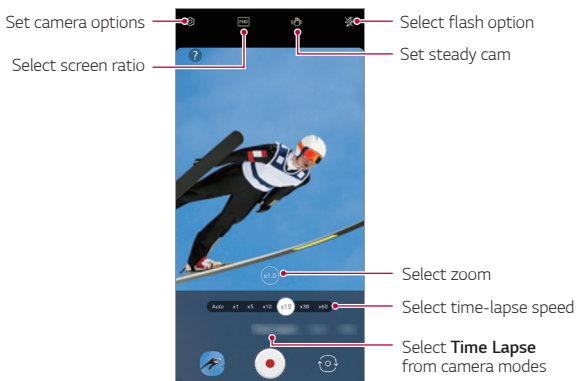 Set camera options
Select flash option
FHD
Set steady cam
Select screen ratio
?
x1.0
Select zoom
Auto x1 x5 x10 x15 x30 x60
Select time-lapse speed
Select Time Lapse
from camera modes